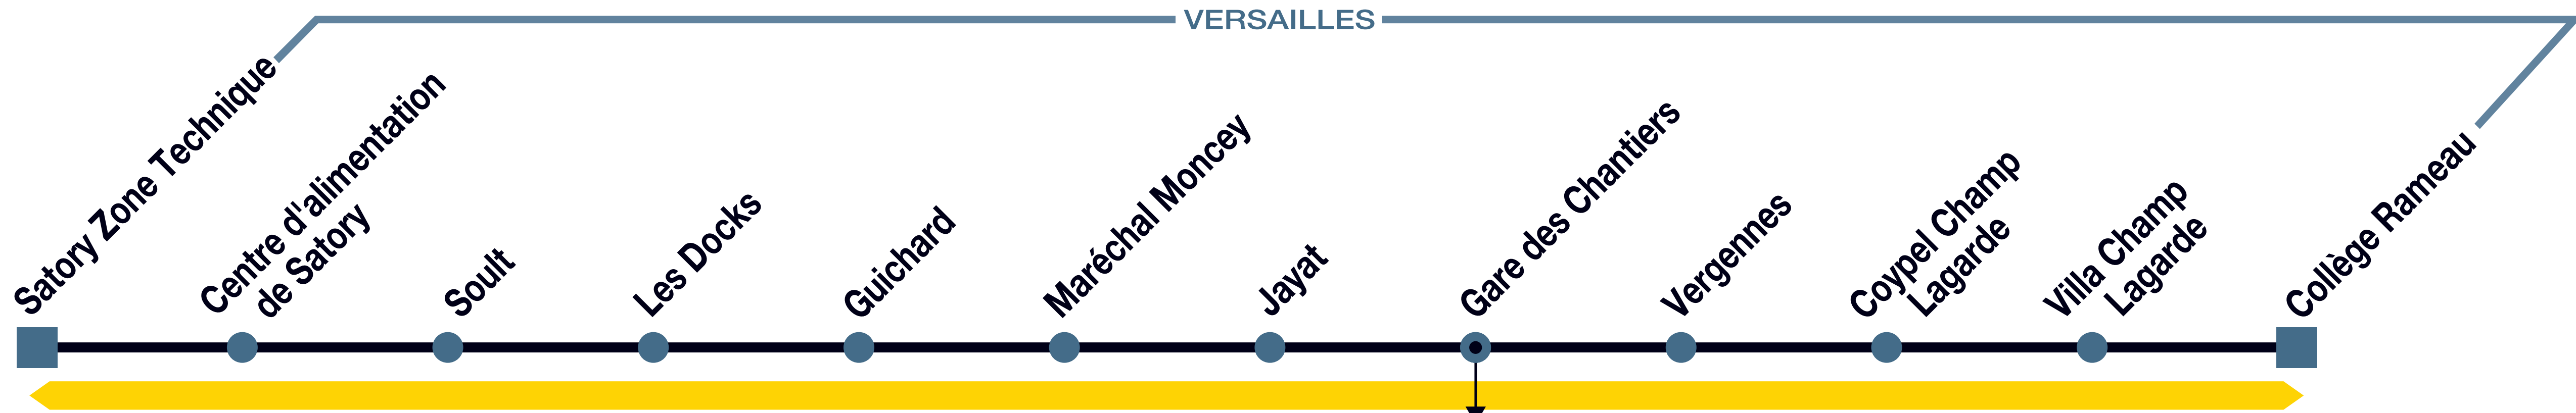 VERSAILLES
Satory Zone Technique
Centre d'alimentation
de Satory
Soult
Les Docks
Guichard
Maréchal Moncey
Jayat
Gare des Chantiers
Vergennes
Coypel Champ
Lagarde
Villa Champ
Lagarde
Collège Rameau